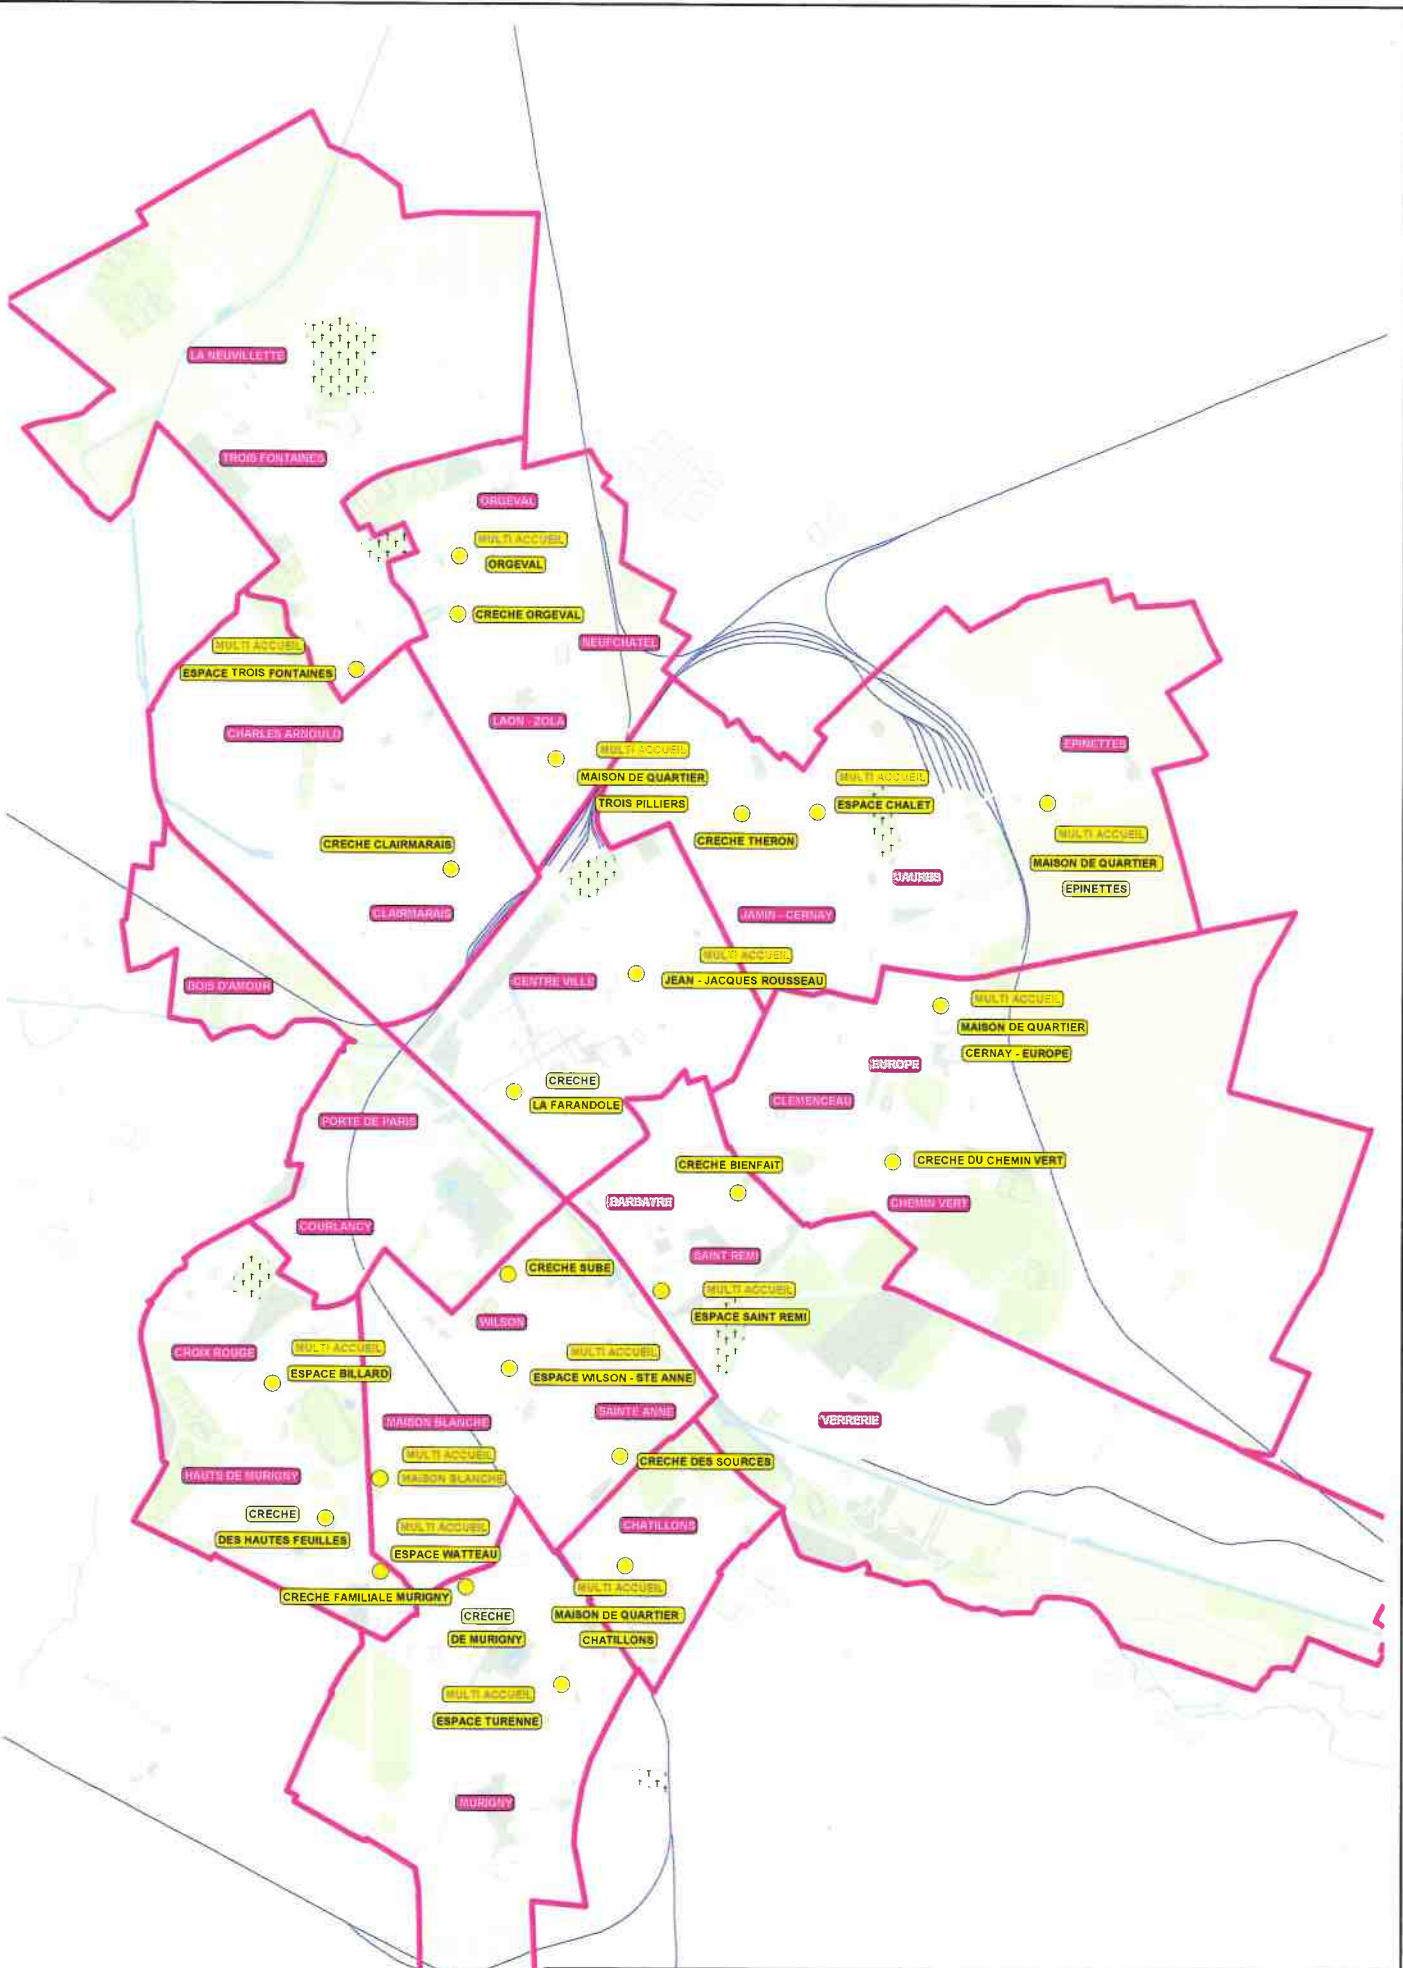 LA NEUVILLETTE
TROIS FONTAINES
ORGEVAL
MULTI ACCUEIL
ORGEVAL
CRECHE ORGEVAL
NEUFCHATEL
MULTI ACCUEIL
ESPACE TROIS FONTAINES
CHARLES ARNOULD
LAON - ZOLA
MULTI ACCUEIL
MAISON DE QUARTIER
TROIS PILLIERS
EPINETTES
MULTI ACCUEIL
ESPACE CHALET
CRECHE THERON
MULTI ACCUEIL
MAISON DE QUARTIER
EPINETTES
CRECHE CLAIRMARAIS
JAURES
CLAIRMARAIS
JAMIN - CERNAY
MULTI ACCUEIL
JEAN - JACQUES ROUSSEAU
CENTRE VILLE
BOIS D'AMOUR
MULTI ACCUEIL
MAISON DE QUARTIER
CERNAY - EUROPE
EUROPE
CRECHE
LA FARANDOLE
CLEMENCEAU
PORTE DE PARIS
CRECHE BIENFAIT
CRECHE DU CHEMIN VERT
BARBATRE
CHEMIN VERT
COURLANCY
SAINT REMI
CRECHE SUBE
MULTI ACCUEIL
ESPACE SAINT REMI
WILSON
CROIX ROUGE
MULTI ACCUEIL
ESPACE BILLARD
MULTI ACCUEIL
ESPACE WILSON - STE ANNE
SAINTE ANNE
MAISON BLANCHE
VERRERIE
MULTI ACCUEIL
MAISON BLANCHE
CRECHE DES SOURCES
HAUTS DE MURIGNY
CRECHE
DES HAUTES FEUILLES
MULTI ACCUEIL
ESPACE WATTEAU
CHATILLONS
CRECHE FAMILIALE MURIGNY
MULTI ACCUEIL
MAISON DE QUARTIER
CHATILLONS
CRECHE
DE MURIGNY
MULTI ACCUEIL
ESPACE TURENNE
MURIGNY